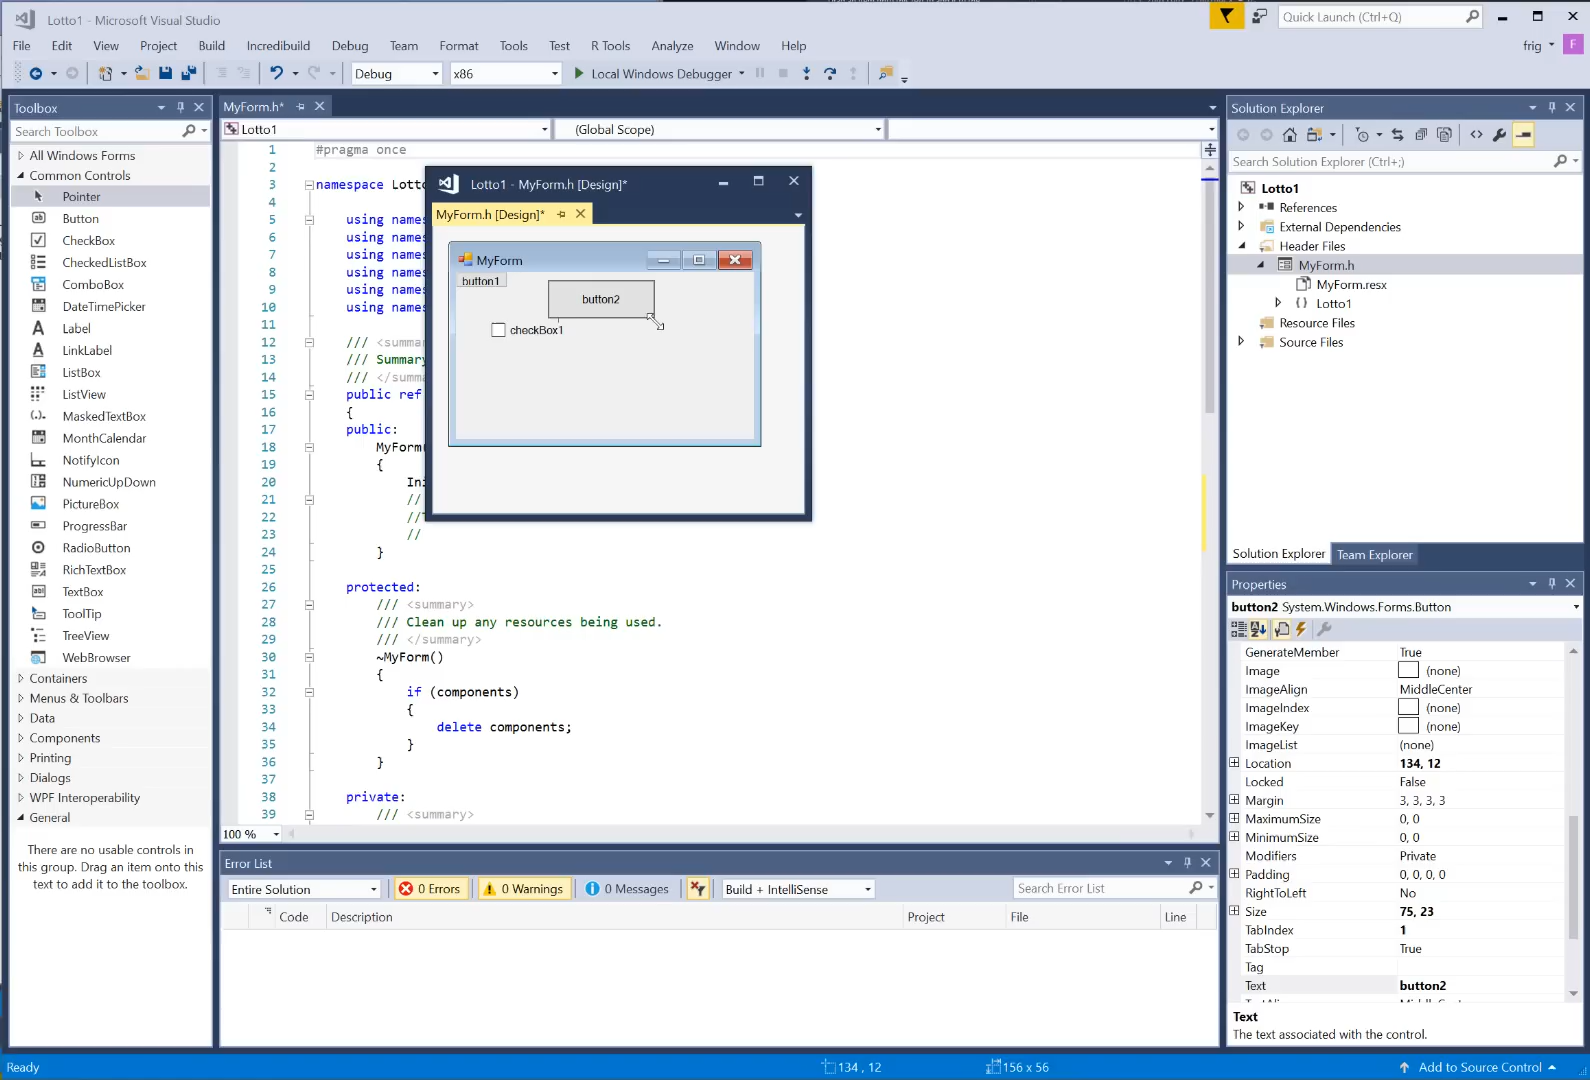 Lotto1 - Microsoft Visual Studio
Quick Launch (Ctrl+Q)
File Edit View Project Build Incredibuild Debug Team Format Tools Test R Tools Analyze Window Help
frig F
Debug x86 Local Windows Debugger
Toolbox
Search Toolbox
All Windows Forms
Common Controls
Pointer
Button
CheckBox
CheckedListBox
ComboBox
DateTimePicker
Label
LinkLabel
ListBox
ListView
MaskedTextBox
MonthCalendar
NotifyIcon
NumericUpDown
PictureBox
ProgressBar
RadioButton
RichTextBox
TextBox
ToolTip
TreeView
WebBrowser
Containers
Menus & Toolbars
Data
Components
Printing
Dialogs
WPF Interoperability
General
There are no usable controls in
this group. Drag an item onto this
text to add it to the toolbox.
MyForm.h*
Lotto1 (Global Scope)
1 #pragma once
2
3 namespace Lotto
4
5 using names
6 using names
7 using names
8 using names
9 using names
10 using names
11
12 /// <summa
13 /// Summary
14 /// </summa
15 public ref
16 {
17 public:
18 MyForm(
19 {
20 Ini
21 //
22 //
23 //
24 }
25
26 protected:
27 /// <summary>
28 /// Clean up any resources being used.
29 /// </summary>
30 ~MyForm()
31 {
32 if (components)
33 {
34 delete components;
35 }
36 }
37
38 private:
39 /// <summary>
100 %
Lotto1 - MyForm.h [Design]*
MyForm.h [Design]*
MyForm
button1
button2
checkBox1
Error List
Entire Solution 0 Errors 0 Warnings 0 Messages Build + IntelliSense Search Error List
Code Description Project File Line
Solution Explorer
Search Solution Explorer (Ctrl+;)
Lotto1
References
External Dependencies
Header Files
MyForm.h
MyForm.resx
Lotto1
Resource Files
Source Files
Solution Explorer Team Explorer
Properties
button2 System.Windows.Forms.Button
GenerateMember True
Image (none)
ImageAlign MiddleCenter
ImageIndex (none)
ImageKey (none)
ImageList (none)
Location 134, 12
Locked False
Margin 3, 3, 3, 3
MaximumSize 0, 0
MinimumSize 0, 0
Modifiers Private
Padding 0, 0, 0, 0
RightToLeft No
Size 75, 23
TabIndex 1
TabStop True
Tag
Text button2
Text
The text associated with the control.
Ready 134 , 12 156 x 56 Add to Source Control